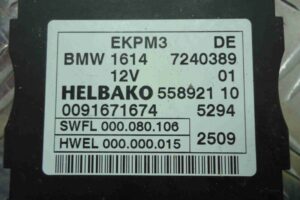 EKPM3 DE
BMW 1614 7240389
12V 01
HELBAKO 558921 10
0091671674 5294
SWFL 000.080.106
HWEL 000.000.015 2509